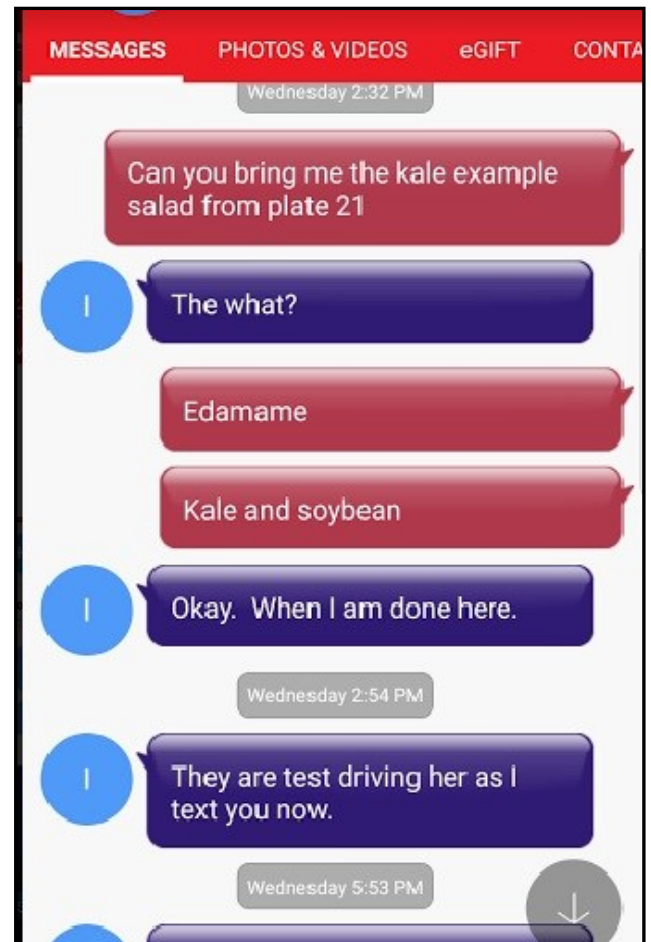 MESSAGES PHOTOS & VIDEOS eGIFT CONTA
Wednesday 2:32 PM
Can you bring me the kale example
salad from plate 21
I
The what?
Edamame
Kale and soybean
I
Okay. When I am done here.
Wednesday 2:54 PM
I
They are test driving her as I
text you now.
Wednesday 5:53 PM